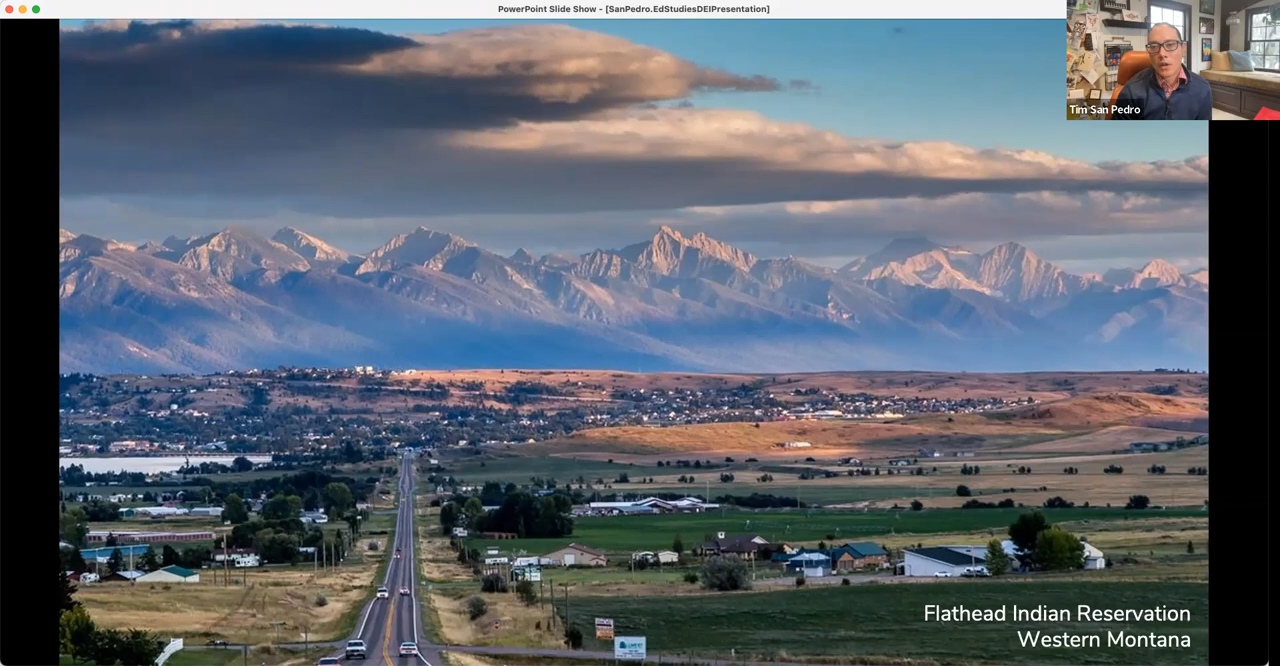 PowerPoint Slide Show - [SanPedro.EdStudiesDEIPresentation]
Tim San Pedro
Flathead Indian Reservation
Western Montana